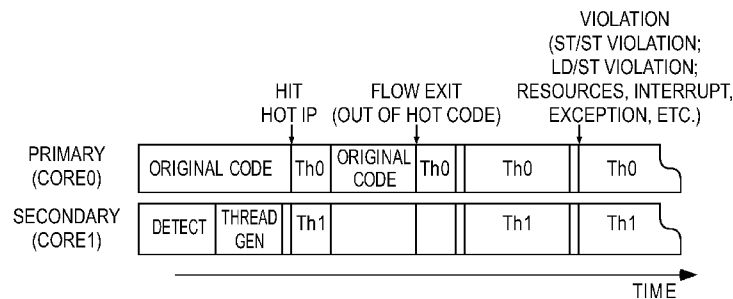 VIOLATION
(ST/ST VIOLATION;
LD/ST VIOLATION;
HIT FLOW EXIT RESOURCES, INTERRUPT,
HOT IP (OUT OF HOT CODE) EXCEPTION, ETC.)
PRIMARY
(CORE0)
ORIGINAL CODE Th0 ORIGINAL CODE Th0 Th0 Th0
SECONDARY
(CORE1)
DETECT THREAD GEN Th1 Th1 Th1
TIME